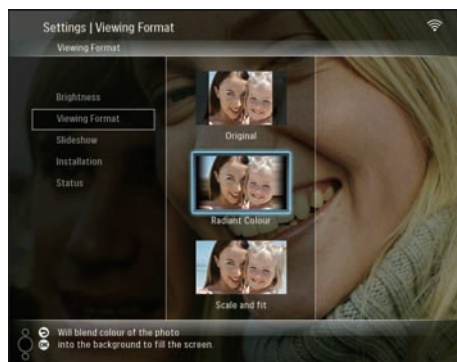 Settings | Viewing Format
Viewing Format
Brightness
Viewing Format
Slideshow
Installation
Status
Original
Radiant Colour
Scale and fit
Will blend colour of the photo
OK into the background to fill the screen.